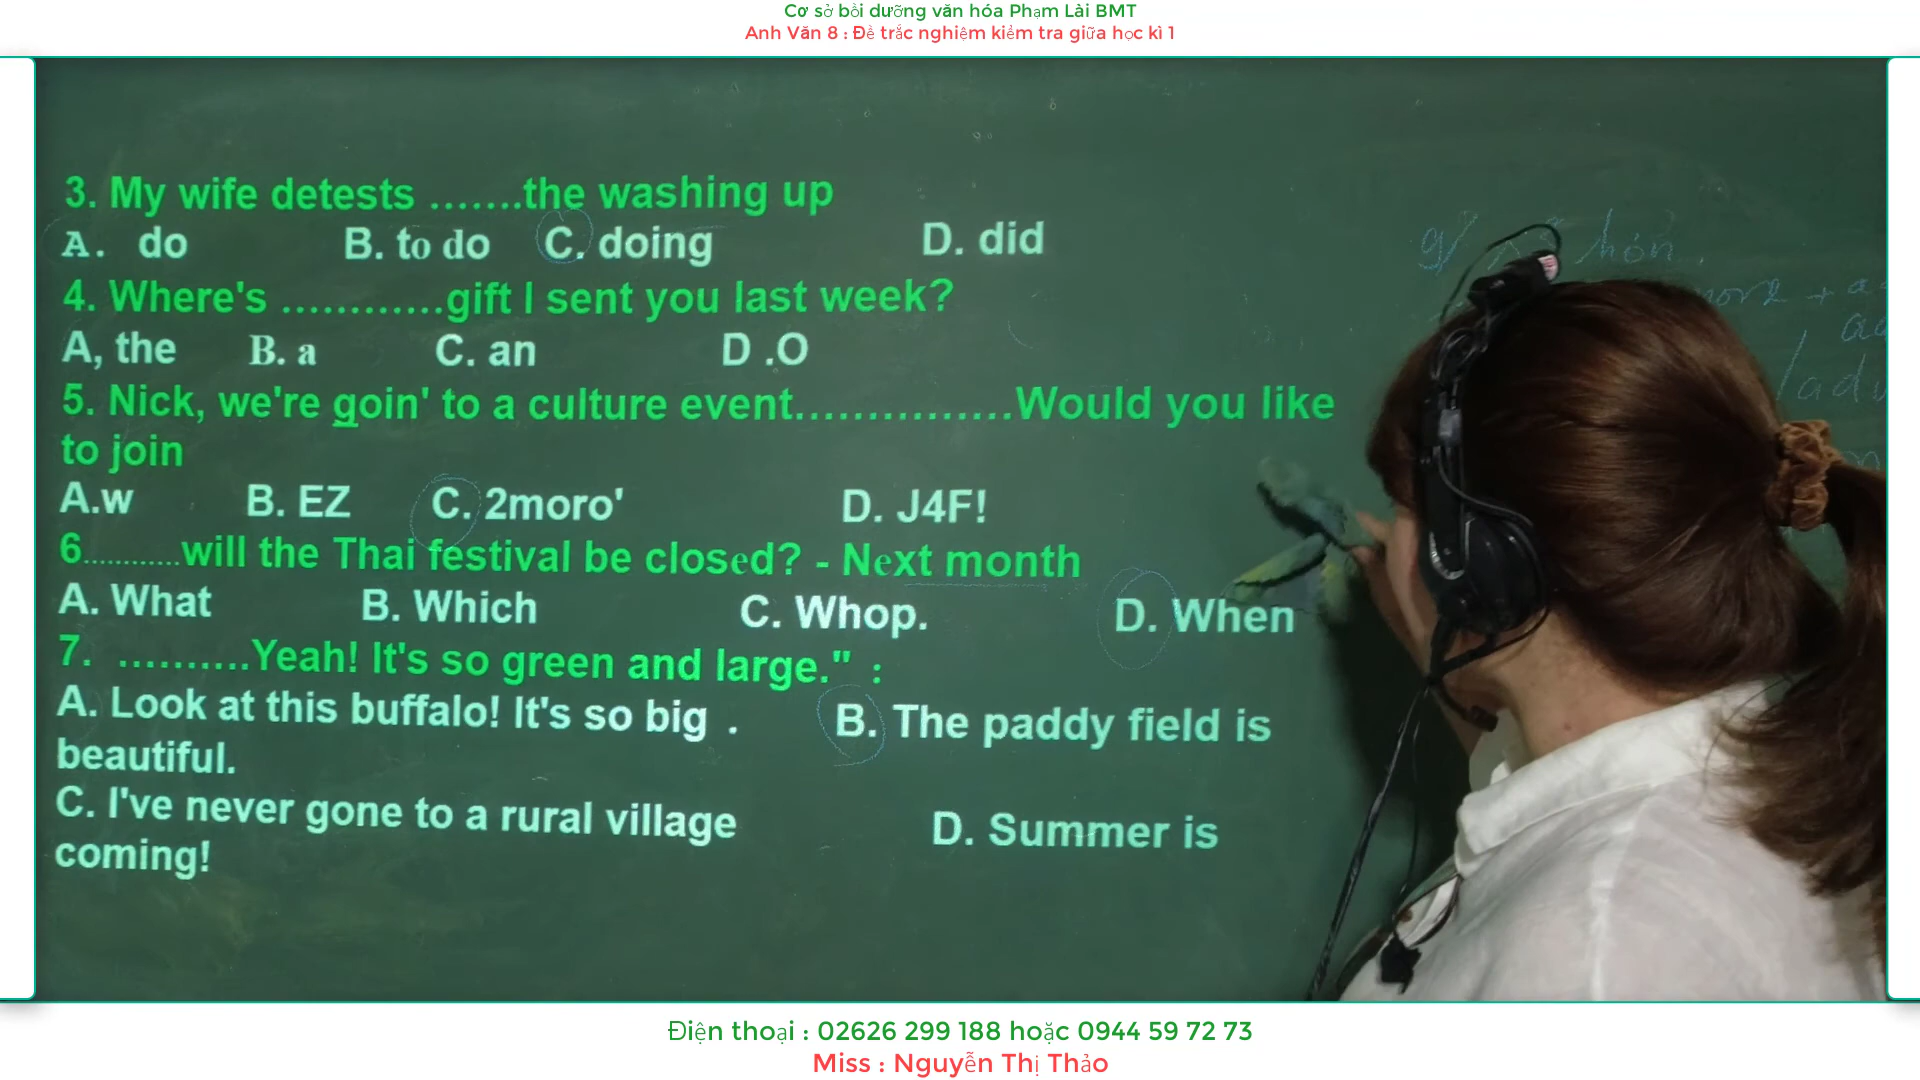 Cơ sở bồi dưỡng văn hóa Phạm Lài BMT
Anh Văn 8 : Đề trắc nghiệm kiểm tra giữa học kì 1
3. My wife detests .......the washing up
A. do B. to do C. doing D. did
4. Where's ............gift I sent you last week?
A, the B. a C. an D .O
5. Nick, we're goin' to a culture event...............Would you like
to join
A.w B. EZ C. 2moro' D. J4F!
6............will the Thai festival be closed? - Next month
A. What B. Which C. Whop. D. When
7. ..........Yeah! It's so green and large." :
A. Look at this buffalo! It's so big . B. The paddy field is
beautiful.
C. I've never gone to a rural village D. Summer is
coming!
hón
Điện thoại : 02626 299 188 hoặc 0944 59 72 73
Miss : Nguyễn Thị Thảo